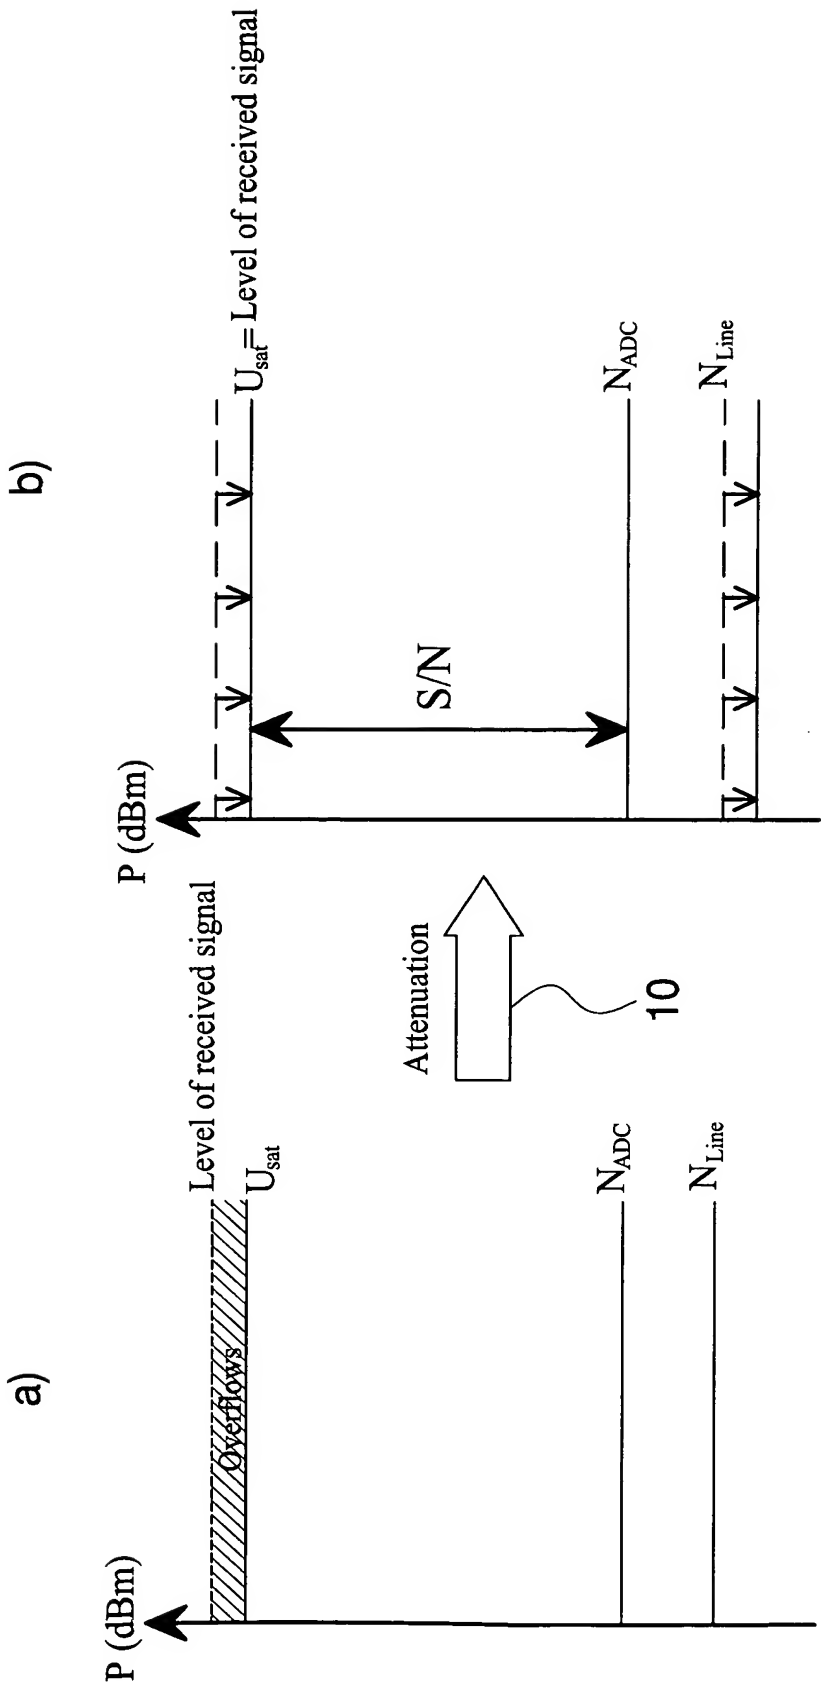 a)
P (dBm)
Level of received signal
Overflows
U_sat
N_ADC
N_Line
Attenuation
10
b)
P (dBm)
U_sat = Level of received signal
S/N
N_ADC
N_Line